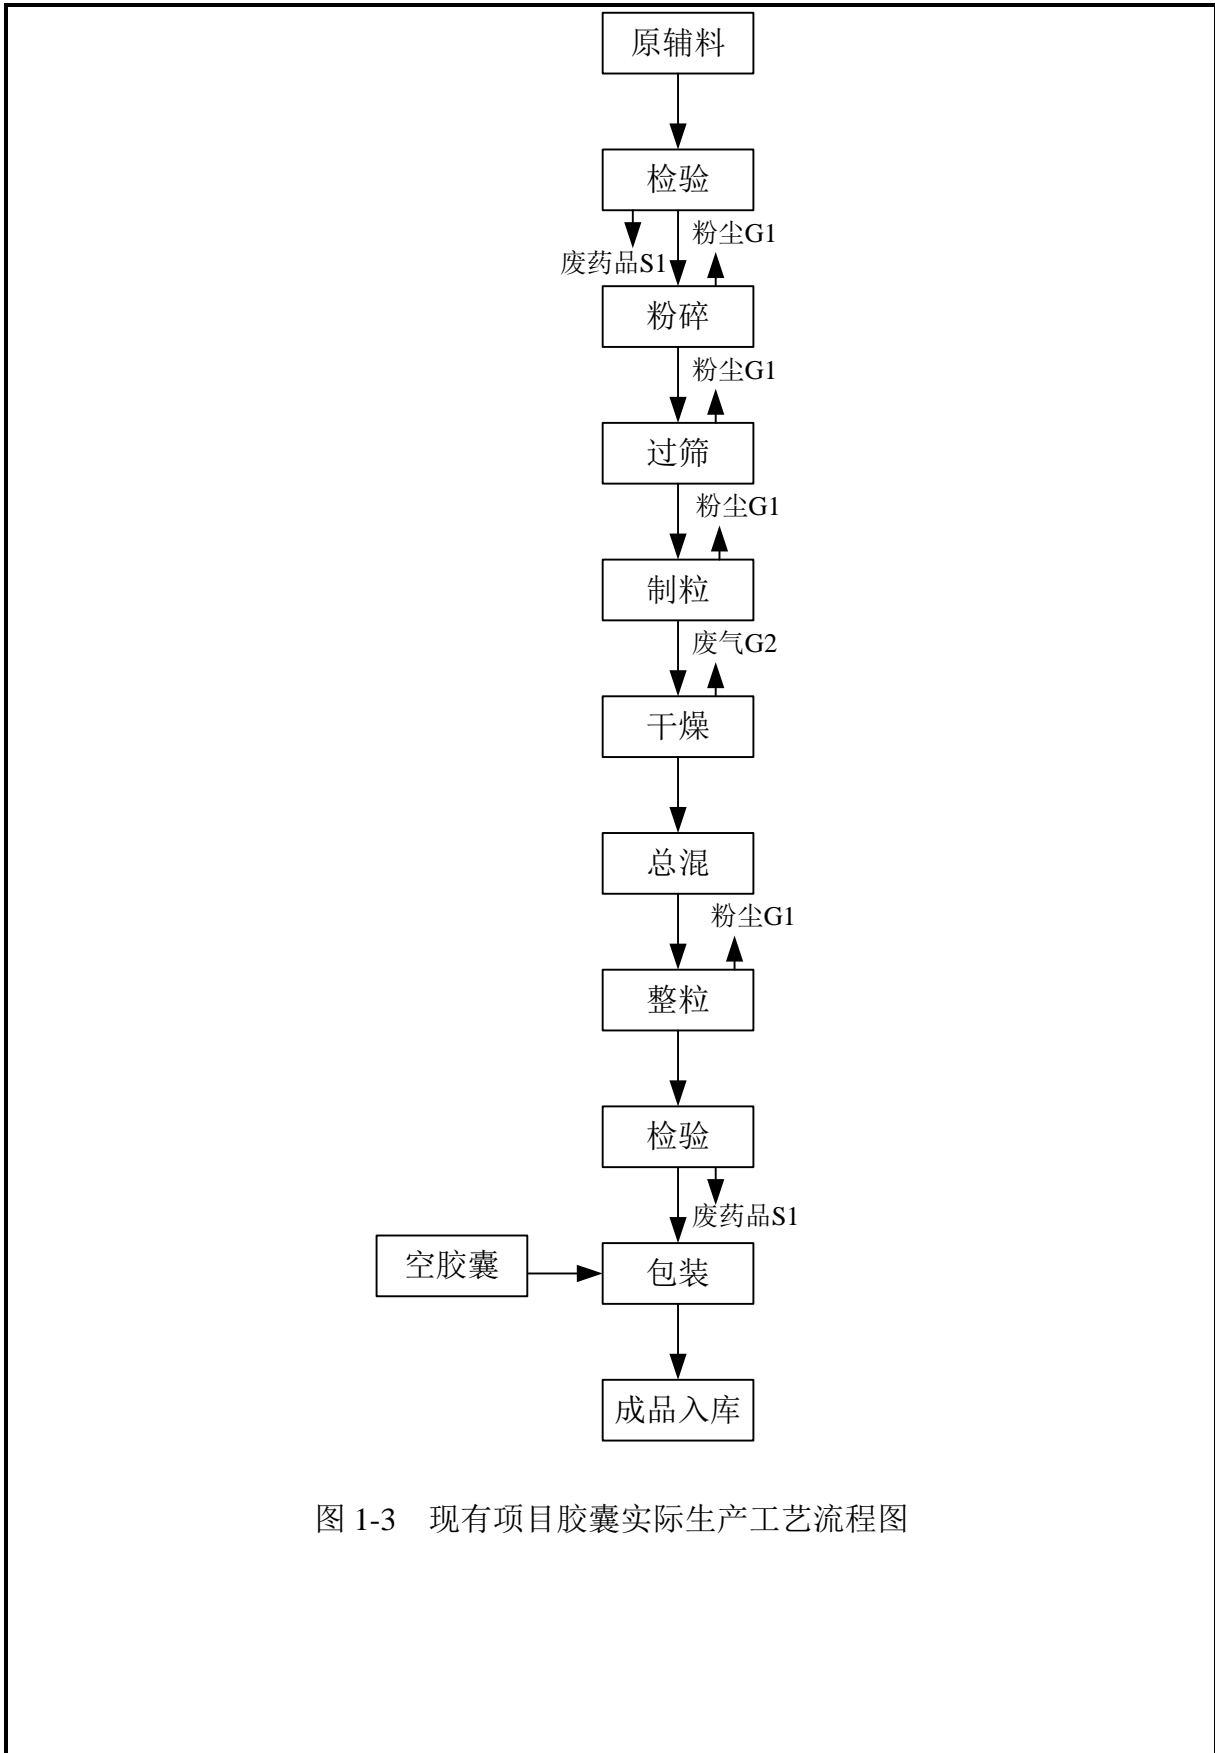 原辅料
检验
粉尘G1
废药品S1
粉碎
粉尘G1
过筛
粉尘G1
制粒
废气G2
干燥
总混
粉尘G1
整粒
检验
废药品S1
空胶囊
包装
成品入库
图 1-3 现有项目胶囊实际生产工艺流程图